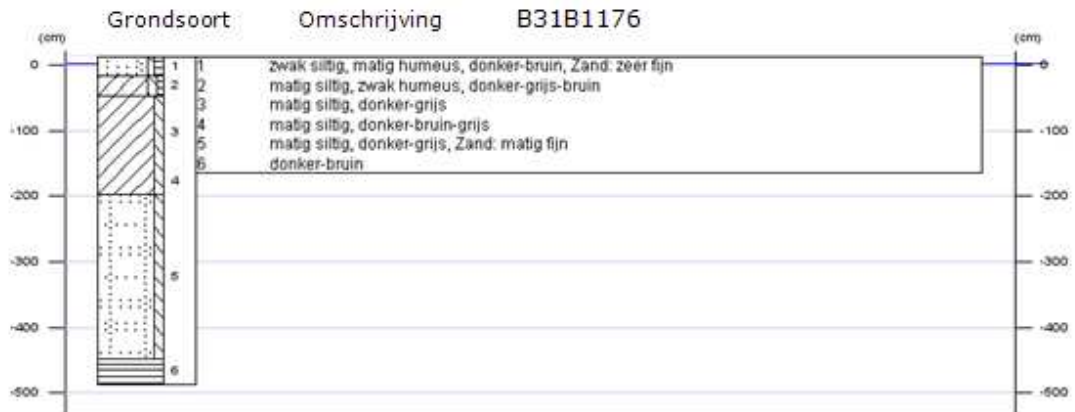 Grondsoort Omschrijving B31B1176
(cm) (cm)
0 1 1 zwak siltig, matig humeus, donker-bruin, Zand: zeer fijn 0
2 2 matig siltig, zwak humeus, donker-grijs-bruin
3 matig siltig, donker-grijs
-100 3 4 matig siltig, donker-bruin-grijs -100
5 matig siltig, donker-grijs, Zand: matig fijn
6 donker-bruin
4
-200 -200
-300 5 -300
-400 -400
6
-500 -500